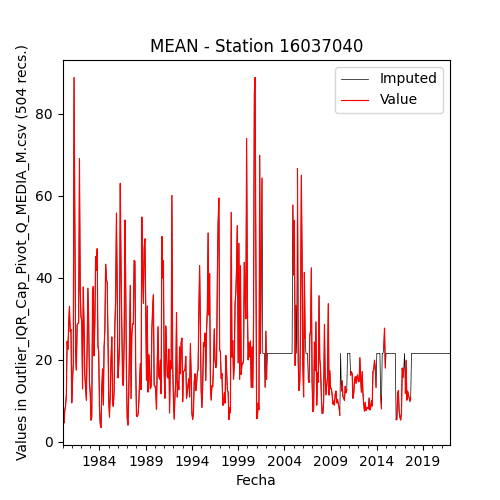 MEAN - Station 16037040
Imputed
Value
Values in Outlier_IQR_Cap_Pivot_Q_MEDIA_M.csv (504 recs.)
80
60
40
20
0
1984 1989 1994 1999 2004 2009 2014 2019
Fecha